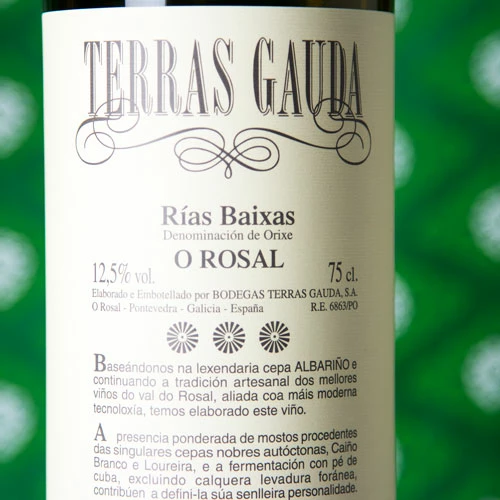 TERRAS GAUDA
Rías Baixas
Denominación de Orixe
O ROSAL
12,5% vol. 75 cl.
Elaborado e Embotellado por BODEGAS TERRAS GAUDA, S.A.
O Rosal - Pontevedra - Galicia - España R.E. 6863/PO
Baseándonos na lexendaria cepa ALBARIÑO e
continuando a tradición artesanal dos mellores
viños do val do Rosal, aliada coa máis moderna
tecnoloxía, temos elaborado este viño.
A presencia ponderada de mostos procedentes
das singulares cepas nobres autóctonas, Caiño
Branco e Loureira, e a fermentación con pé de
cuba, excluindo calquera levadura foránea,
contribúen a defini-la súa senlleira personalidade.